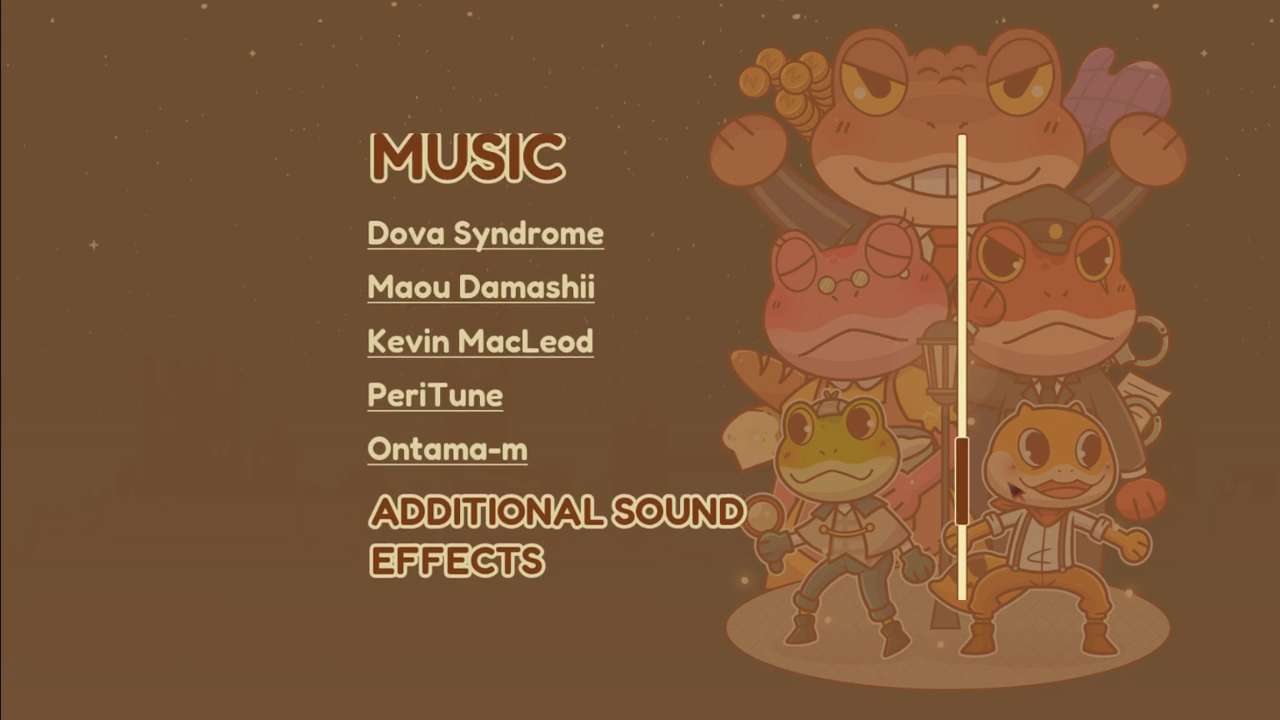 MUSIC
Dova Syndrome
Maou Damashii
Kevin MacLeod
PeriTune
Ontama-m
ADDITIONAL SOUND
EFFECTS